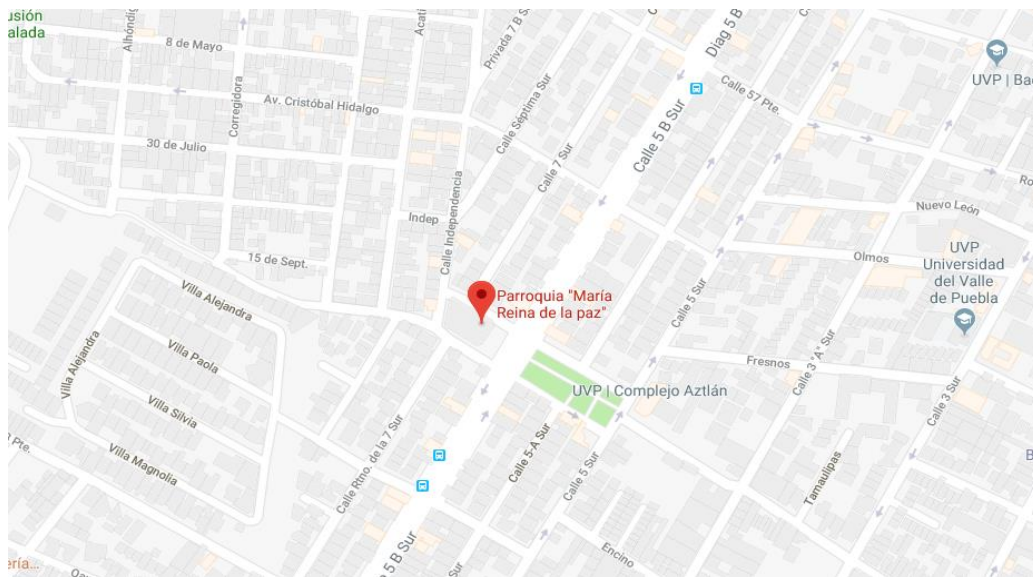 usión
alada
Alhóndig
8 de Mayo
Acati
Privada 7 B S
Diag 5 B
UVP | Bac
Corregidora
Av. Cristóbal Hidalgo
Calle Séptima Sur
Calle 57 Pte.
Calle 5 B Sur
30 de Julio
Calle 7 Sur
Ro
Nuevo León
Indep
Calle Independencia
15 de Sept.
Olmos
UVP
Universidad
del Valle
de Puebla
Villa Alejandra
Parroquia "María
Reina de la paz"
Calle 5 Sur
Villa Alejandra
Villa Paola
Fresnos
Calle 3 "A" Sur
UVP | Complejo Aztlán
Calle 3 Sur
Villa Silvia
Villa Magnolia
Pte.
Calle Rtno. de la 7 Sur
Calle 5-A Sur
Calle 5 Sur
Tamaulipas
B
Encino
5 B Sur
ería...